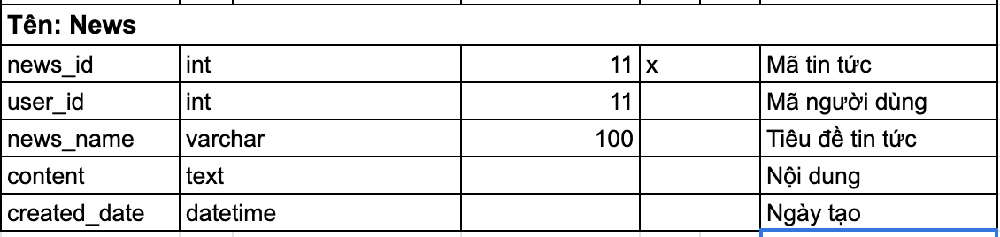 Tên: News
news_id int 11 x Mã tin tức
user_id int 11 Mã người dùng
news_name varchar 100 Tiêu đề tin tức
content text Nội dung
created_date datetime Ngày tạo